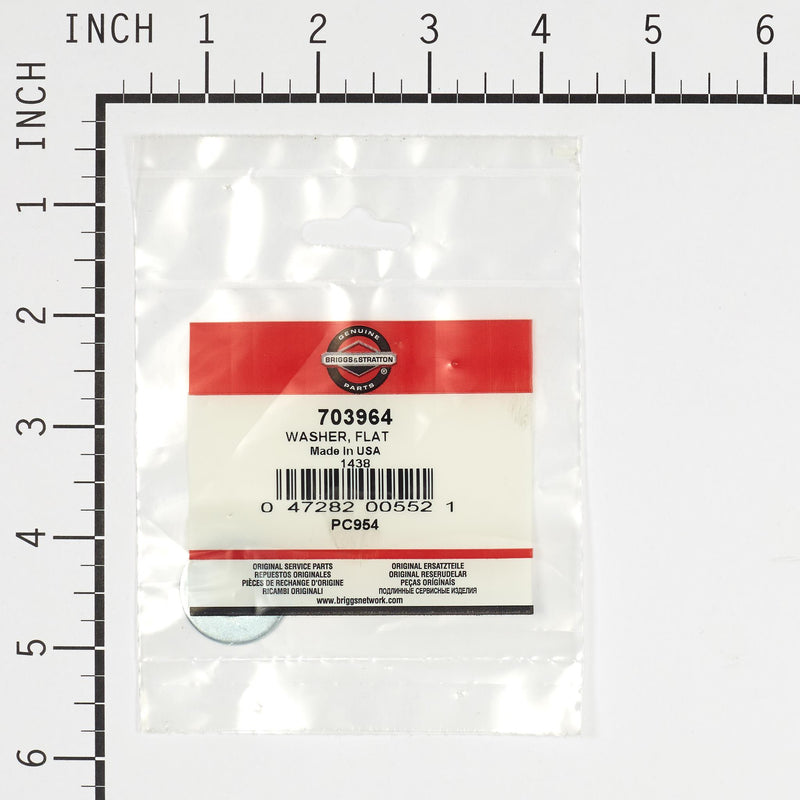 INCH 1 2 3 4 5 6
INCH
1
2
3
4
5
6
GENUINE
BRIGGS&STRATTON
®
PARTS
703964
WASHER, FLAT
Made In USA
1438
0 47282 00552 1
PC954
ORIGINAL SERVICE PARTS
REPUESTOS ORIGINALES
PIÈCES DE RECHANGE D'ORIGINE
RICAMBI ORIGINALI
ORIGINAL ERSATZTEILE
ORIGINAL RESERUDELAR
PEÇAS ORIGINAIS
ПОДЛИННЫЕ СЕРВИСНЫЕ ИЗДЕЛИЯ
www.briggsnetwork.com